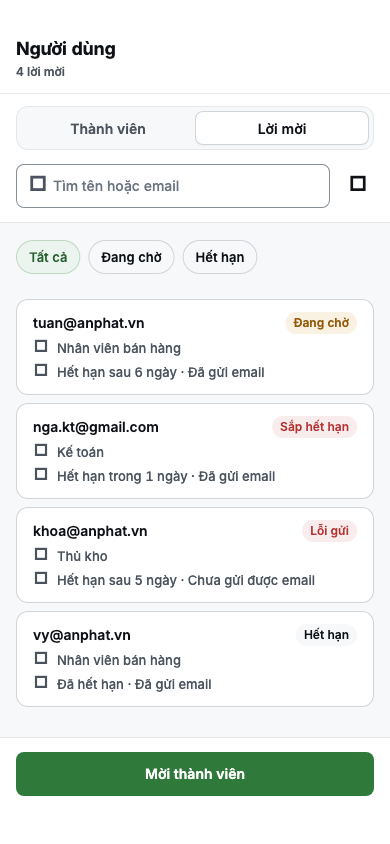 Người dùng
4 lời mời
Thành viên
Lời mời
Tìm tên hoặc email
Tất cả
Đang chờ
Hết hạn
tuan@anphat.vn
Đang chờ
Nhân viên bán hàng
Hết hạn sau 6 ngày · Đã gửi email
nga.kt@gmail.com
Sắp hết hạn
Kế toán
Hết hạn trong 1 ngày · Đã gửi email
khoa@anphat.vn
Lỗi gửi
Thủ kho
Hết hạn sau 5 ngày · Chưa gửi được email
vy@anphat.vn
Hết hạn
Nhân viên bán hàng
Đã hết hạn · Đã gửi email
Mời thành viên